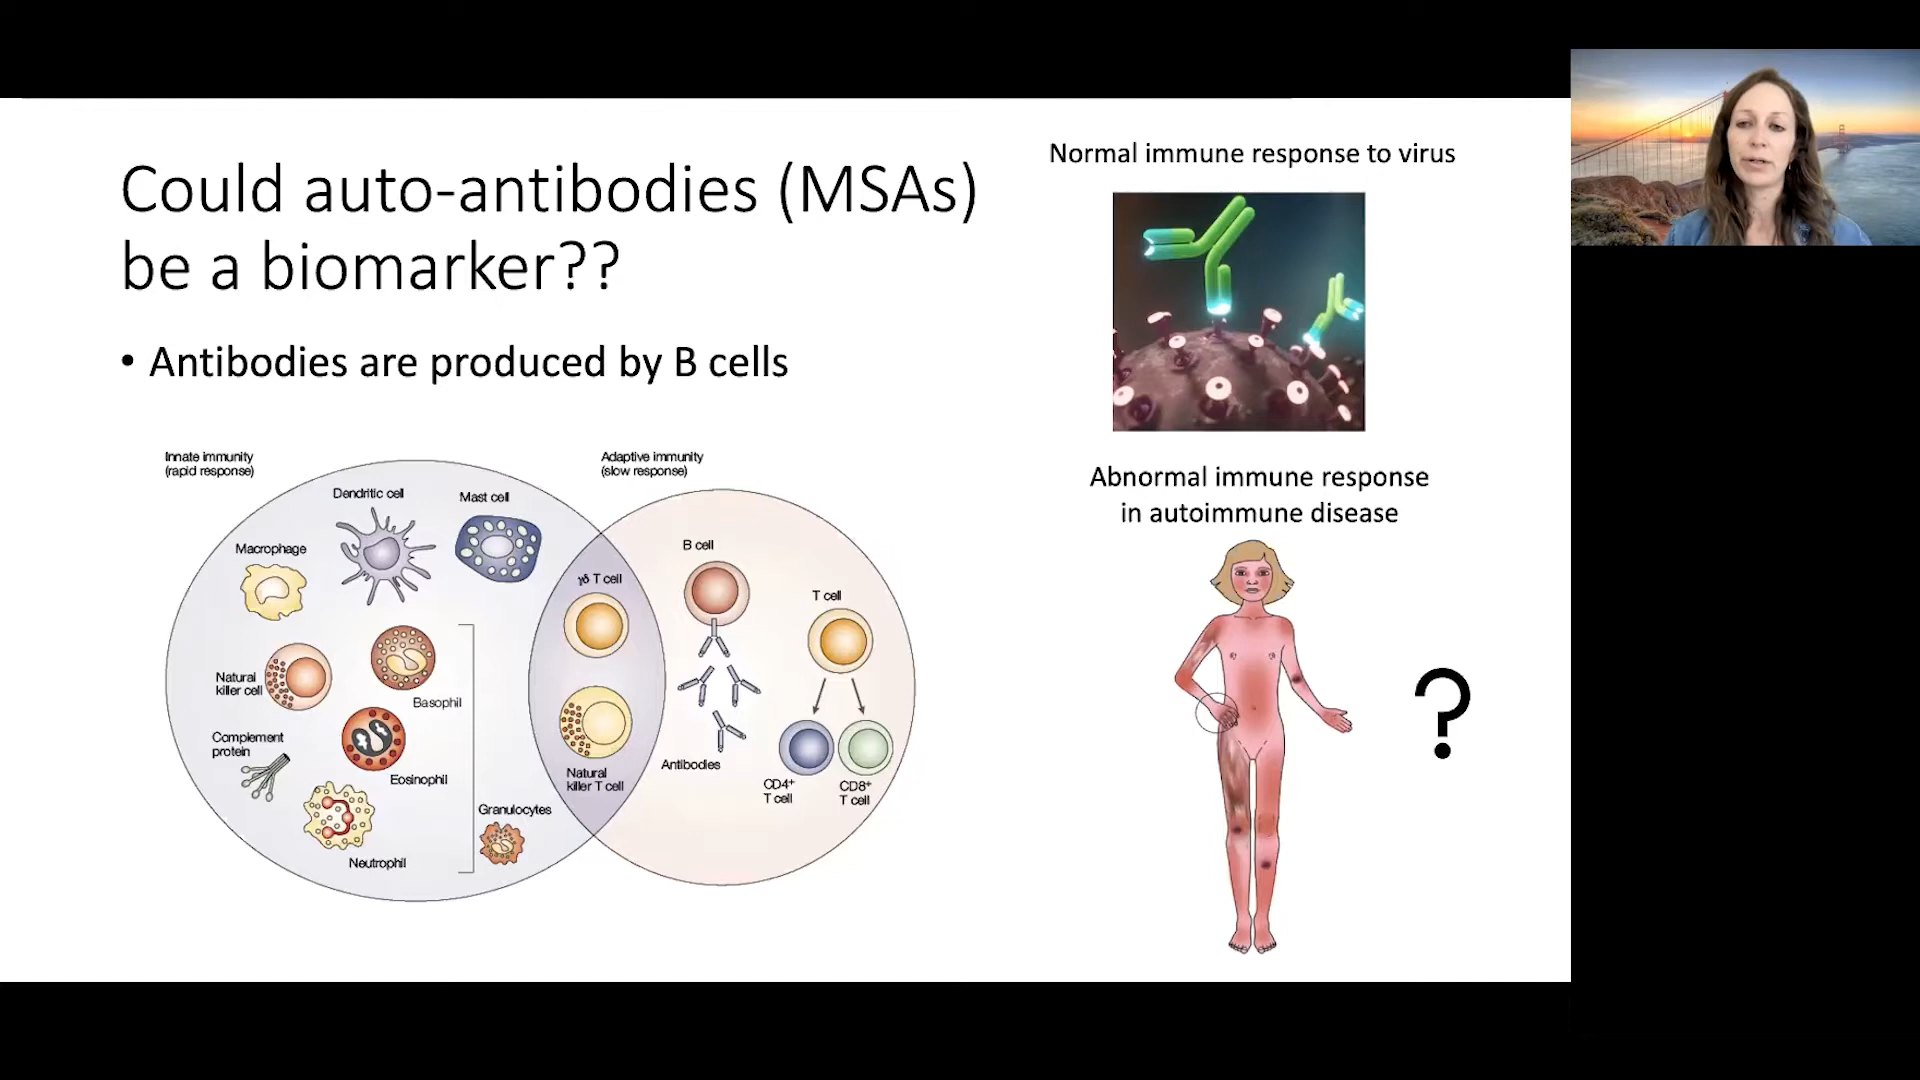 Could auto-antibodies (MSAs)
be a biomarker??
• Antibodies are produced by B cells
Innate immunity
(rapid response)
Dendritic cell
Mast cell
Macrophage
Natural
killer cell
Basophil
Complement
protein
Eosinophil
Neutrophil
Granulocytes
γδ T cell
Natural
killer T cell
Adaptive immunity
(slow response)
B cell
Antibodies
T cell
CD4+
T cell
CD8+
T cell
Normal immune response to virus
Abnormal immune response
in autoimmune disease
?